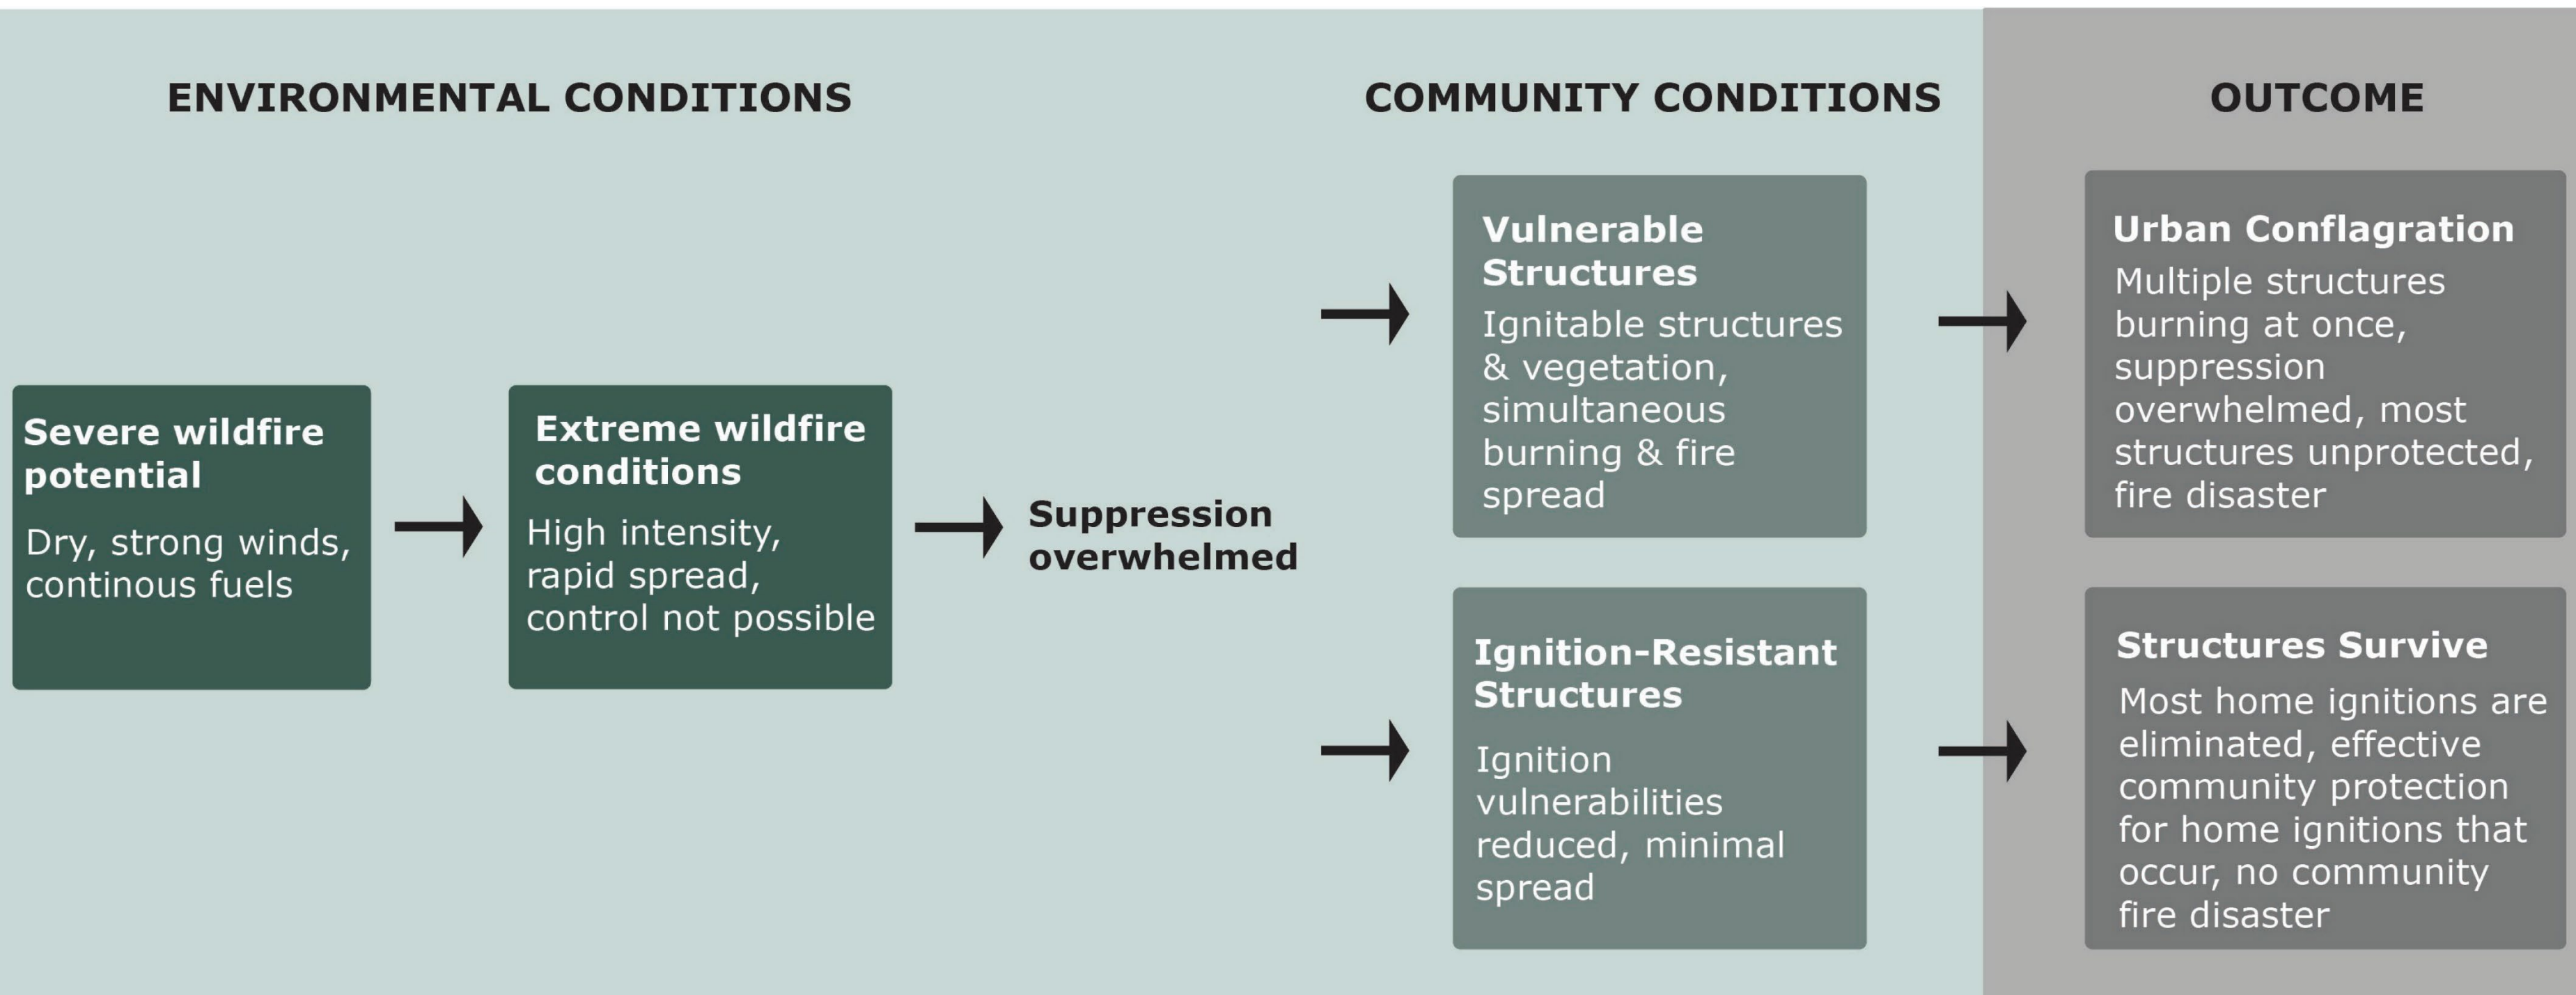 ENVIRONMENTAL CONDITIONS
COMMUNITY CONDITIONS
OUTCOME
Severe wildfire
potential
Dry, strong winds,
continous fuels
Extreme wildfire
conditions
High intensity,
rapid spread,
control not possible
Suppression
overwhelmed
Vulnerable
Structures
Ignitable structures
& vegetation,
simultaneous
burning & fire
spread
Urban Conflagration
Multiple structures
burning at once,
suppression
overwhelmed, most
structures unprotected,
fire disaster
Ignition-Resistant
Structures
Ignition
vulnerabilities
reduced, minimal
spread
Structures Survive
Most home ignitions are
eliminated, effective
community protection
for home ignitions that
occur, no community
fire disaster